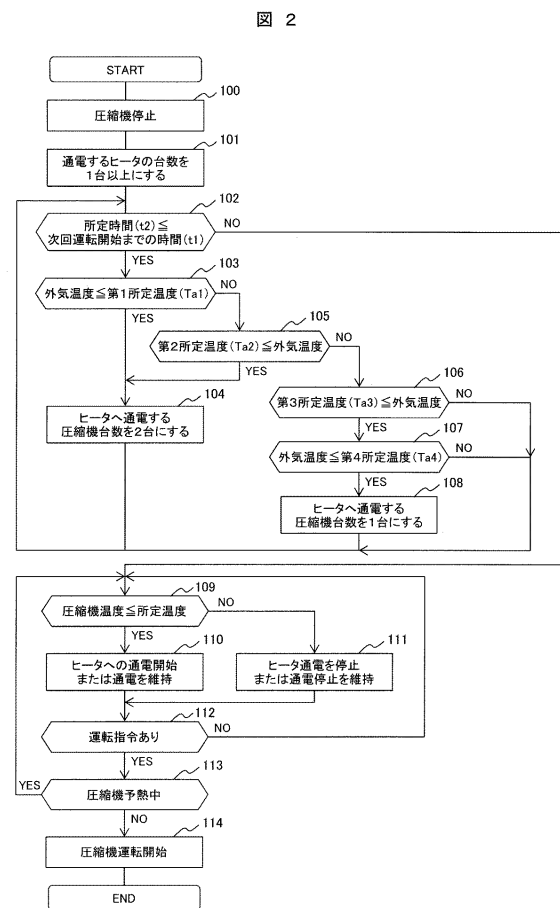 図 2
START
100
圧縮機停止
101
通電するヒータの台数を
1台以上にする
102
所定時間(t2)≦
次回運転開始までの時間(t1)
NO
YES
103
外気温度≦第1所定温度(Ta1)
NO
YES
105
第2所定温度(Ta2)≦外気温度
NO
YES
104
ヒータへ通電する
圧縮機台数を2台にする
106
第3所定温度(Ta3)≦外気温度
NO
YES
107
外気温度≦第4所定温度(Ta4)
NO
YES
108
ヒータへ通電する
圧縮機台数を1台にする
109
圧縮機温度≦所定温度
NO
YES
110
ヒータへの通電開始
または通電を維持
111
ヒータ通電を停止
または通電停止を維持
112
運転指令あり
NO
YES
113
圧縮機予熱中
YES
NO
114
圧縮機運転開始
END